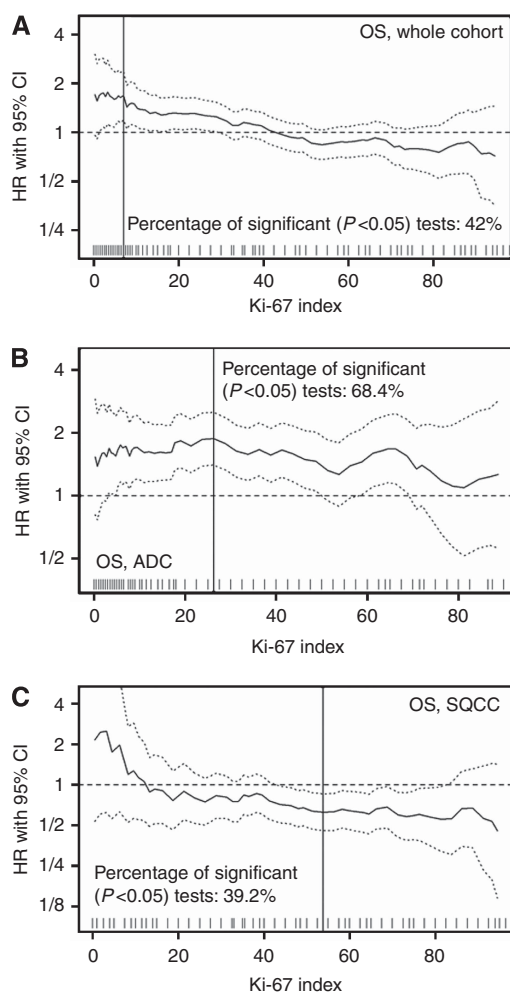 A
OS, whole cohort
4
2
1
1/2
1/4
HR with 95% CI
Percentage of significant (P<0.05) tests: 42%
0 20 40 60 80
Ki-67 index
B
Percentage of significant
(P<0.05) tests: 68.4%
4
2
1
1/2
HR with 95% CI
OS, ADC
0 20 40 60 80
Ki-67 index
C
OS, SQCC
4
2
1
1/2
1/4
1/8
HR with 95% CI
Percentage of significant
(P<0.05) tests: 39.2%
0 20 40 60 80
Ki-67 index